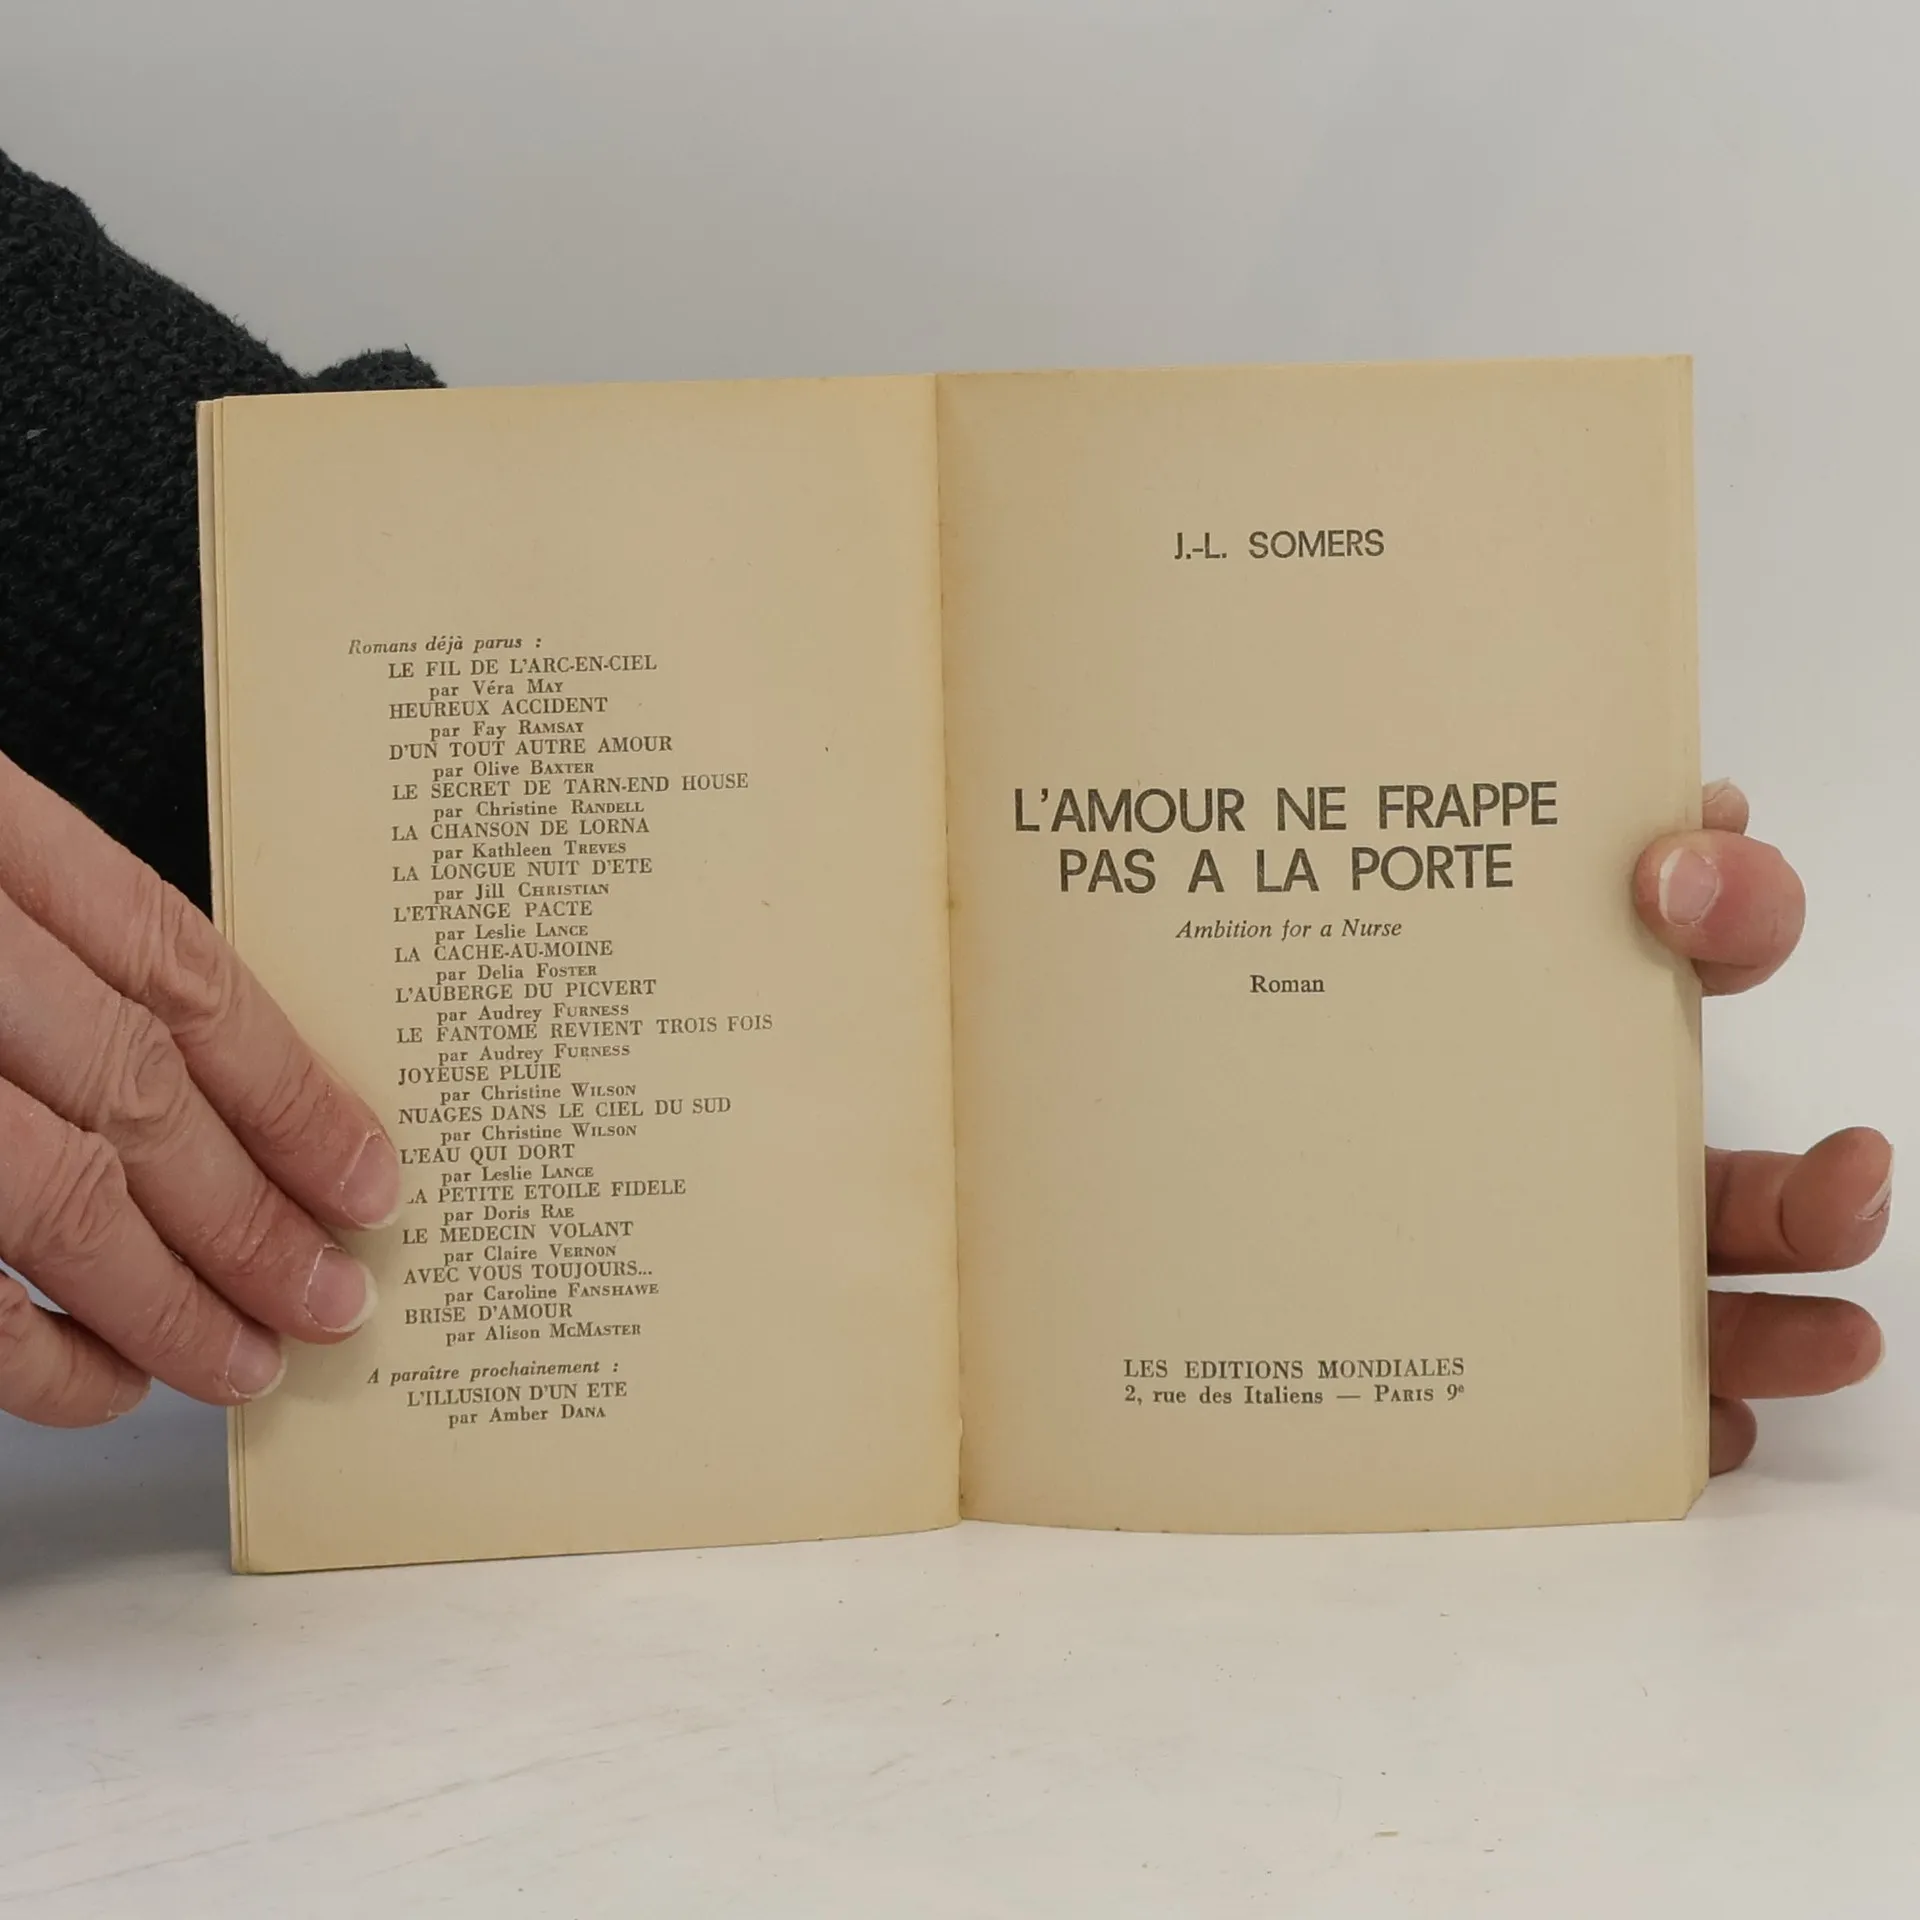 Romans déjà parus :
LE FIL DE L'ARC-EN-CIEL
par Véra MAY
HEUREUX ACCIDENT
par Fay RAMSAY
D'UN TOUT AUTRE AMOUR
par Olive BAXTER
LE SECRET DE TARN-END HOUSE
par Christine RANDELL
LA CHANSON DE LORNA
par Kathleen TREVES
LA LONGUE NUIT D'ETE
par Jill CHRISTIAN
L'ETRANGE PACTE
par Leslie LANCE
LA CACHE-AU-MOINE
par Delia FOSTER
L'AUBERGE DU PICVERT
par Audrey FURNESS
LE FANTOME REVIENT TROIS FOIS
par Audrey FURNESS
JOYEUSE PLUIE
par Christine WILSON
NUAGES DANS LE CIEL DU SUD
par Christine WILSON
L'EAU QUI DORT
par Leslie LANCE
LA PETITE ETOILE FIDELE
par Doris RAE
LE MEDECIN VOLANT
par Claire VERNON
AVEC VOUS TOUJOURS...
par Caroline FANSHAWE
BRISE D'AMOUR
par Alison MCMASTER
A paraître prochainement :
L'ILLUSION D'UN ETE
par Amber DANA
J.-L. SOMERS
L'AMOUR NE FRAPPE
PAS A LA PORTE
Ambition for a Nurse
Roman
LES EDITIONS MONDIALES
2, rue des Italiens — PARIS 9e